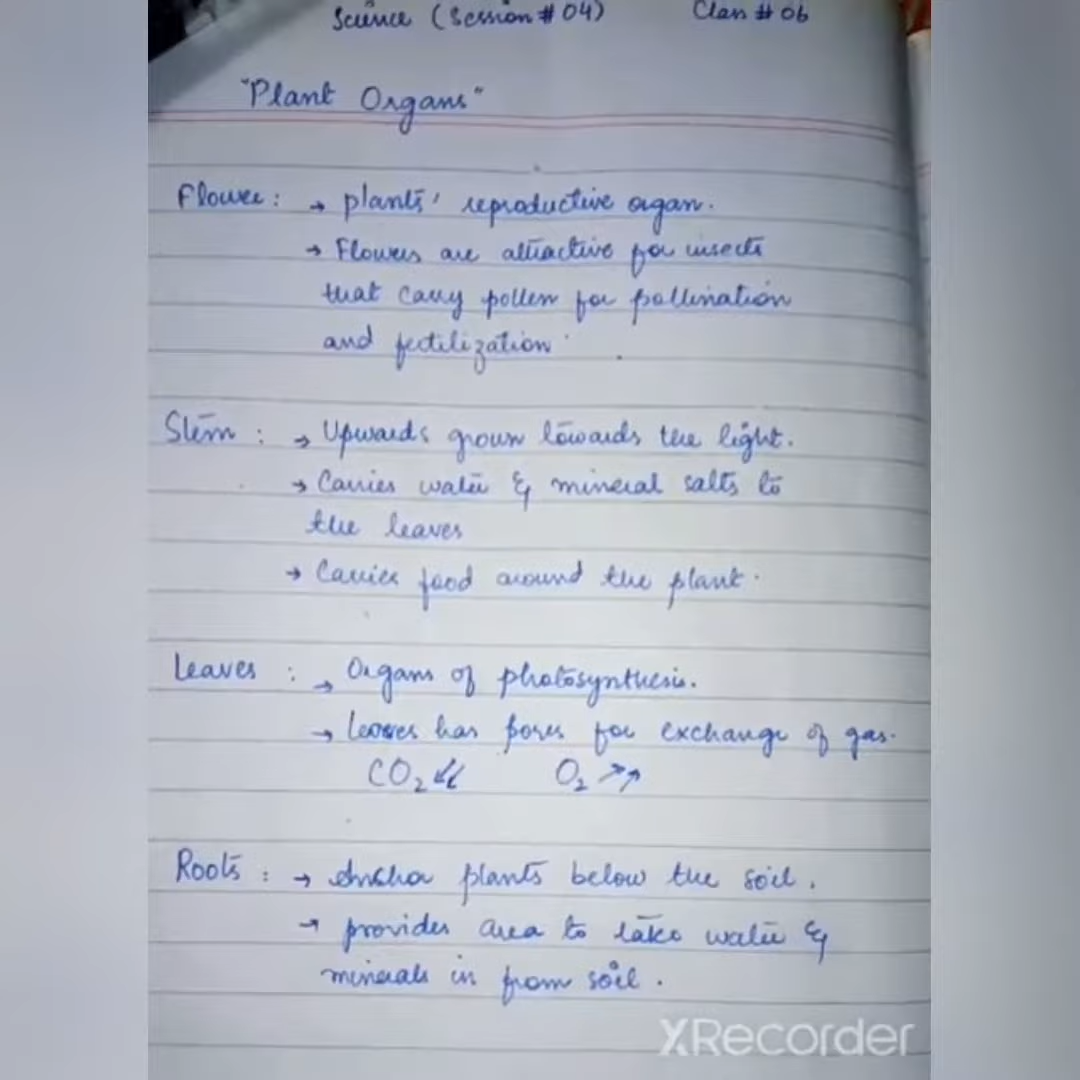 Science (Session # 04) Class # 06
"Plant Organs"
Flower : → plants' reproductive organ.
→ Flowers are attractive for insects
that carry pollen for pollination
and fertilization
Stem : → Upwards grown towards the light.
→ Carries water & mineral salts to
the leaves
→ Carries food around the plant.
Leaves : → Organs of photosynthesis.
→ leaves has pores for exchange of gas.
CO₂ ↙↙ O₂ ↗↗
Roots : → Anchor plants below the soil.
→ provides area to take water &
minerals in from soil.
XRecorder